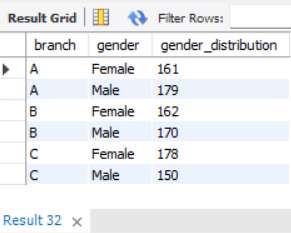 Result Grid Filter Rows:
branch gender gender_distribution
A Female 161
A Male 179
B Female 162
B Male 170
C Female 178
C Male 150
Result 32 ×